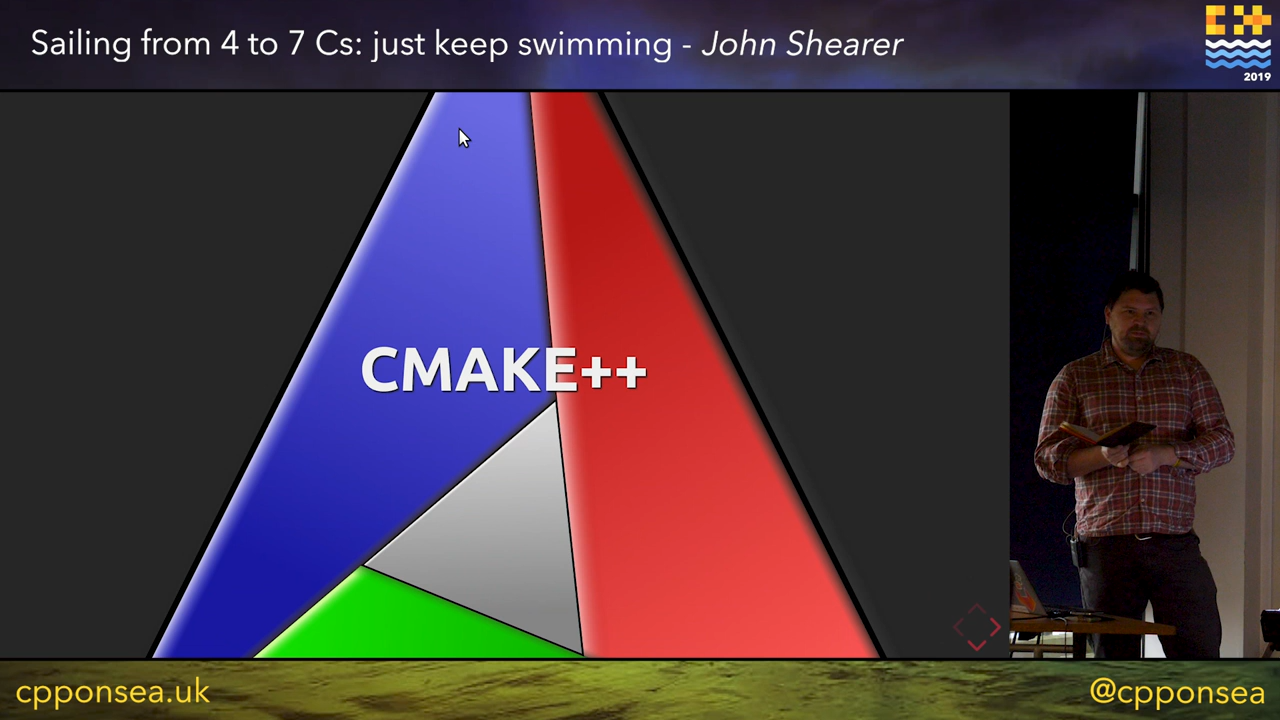 Sailing from 4 to 7 Cs: just keep swimming - John Shearer
2019
CMAKE++
cpponsea.uk
@cpponsea